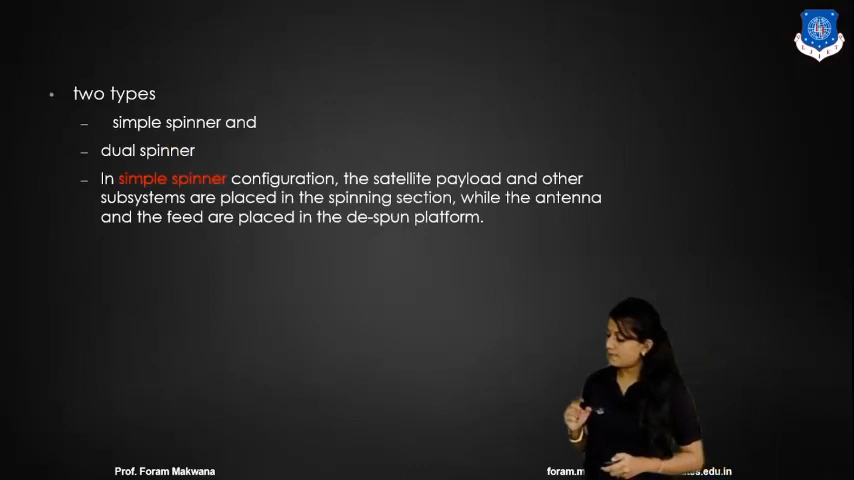 two types
simple spinner and
dual spinner
In simple spinner configuration, the satellite payload and other
subsystems are placed in the spinning section, while the antenna
and the feed are placed in the de-spun platform.
Prof. Foram Makwana
foram.m
.edu.in